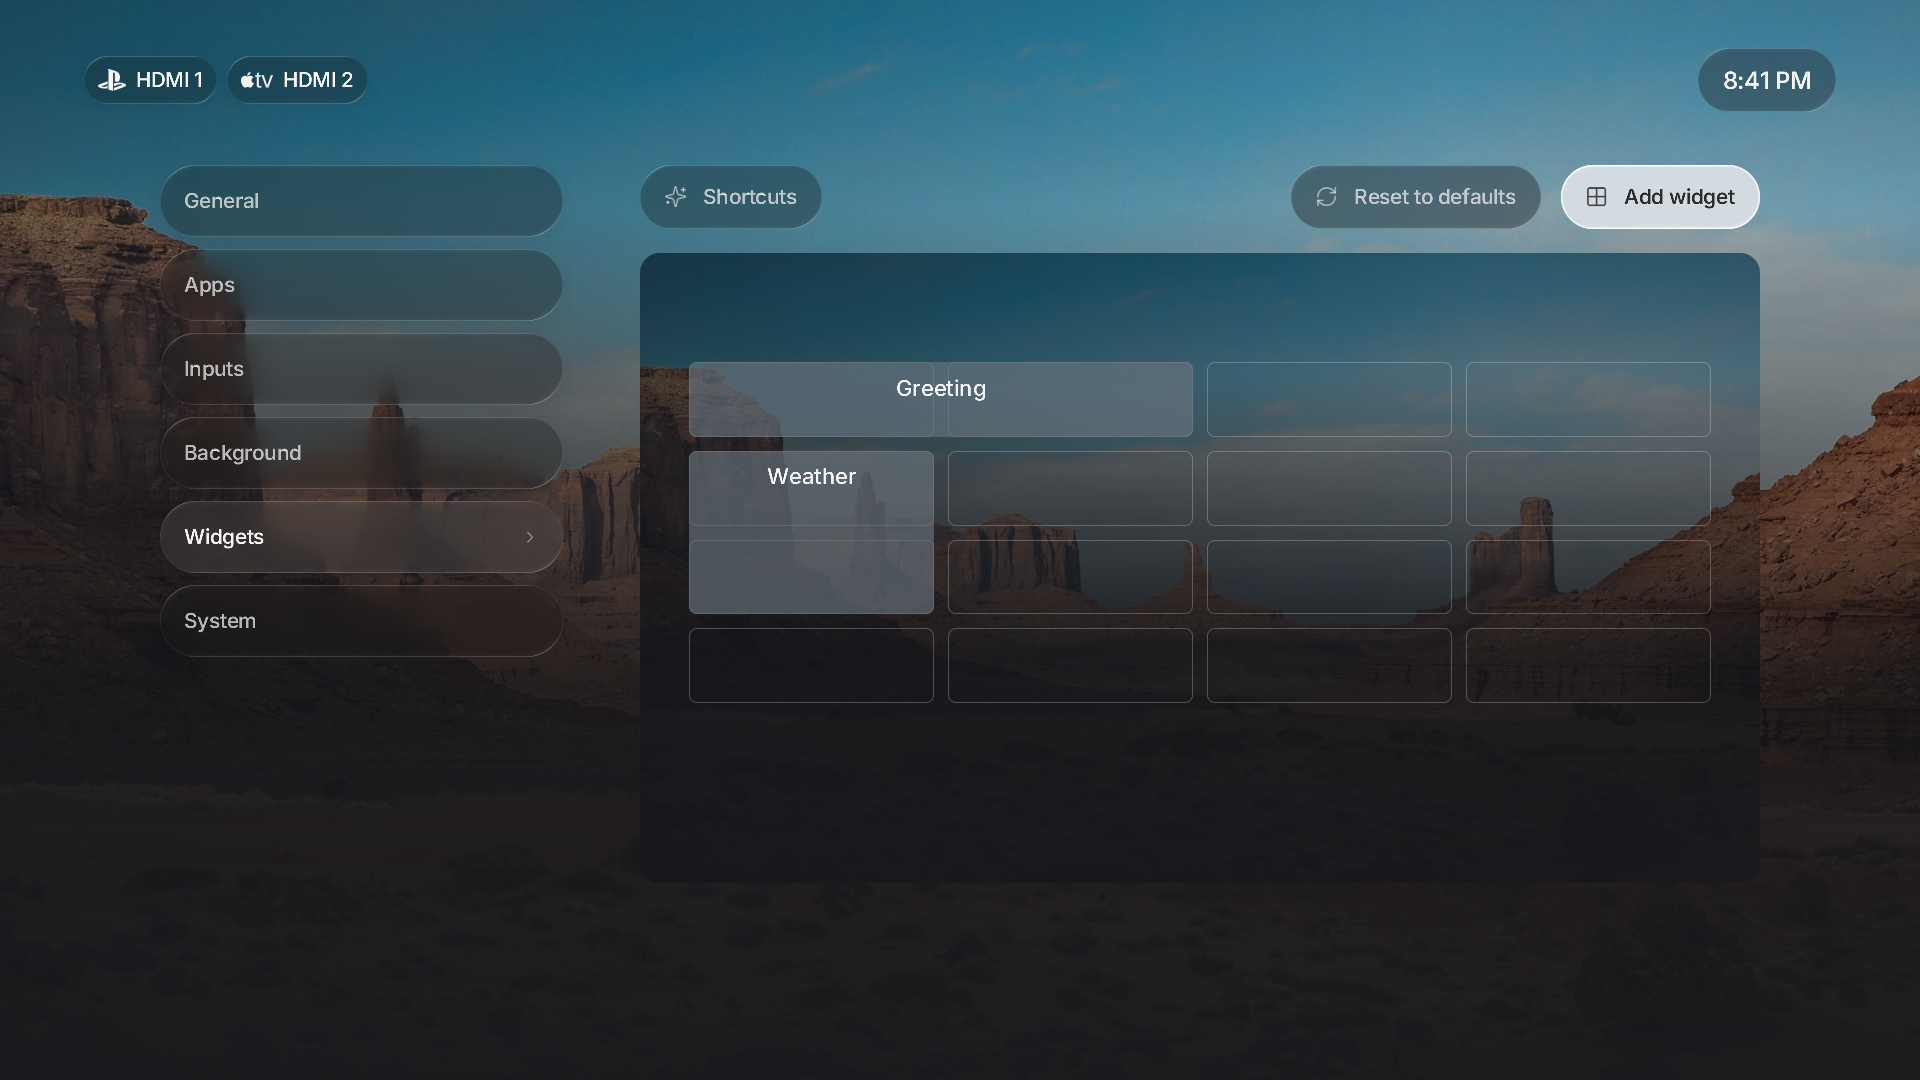 HDMI 1
tv HDMI 2
8:41 PM
General
Apps
Inputs
Background
Widgets
System
Shortcuts
Reset to defaults
Add widget
Greeting
Weather